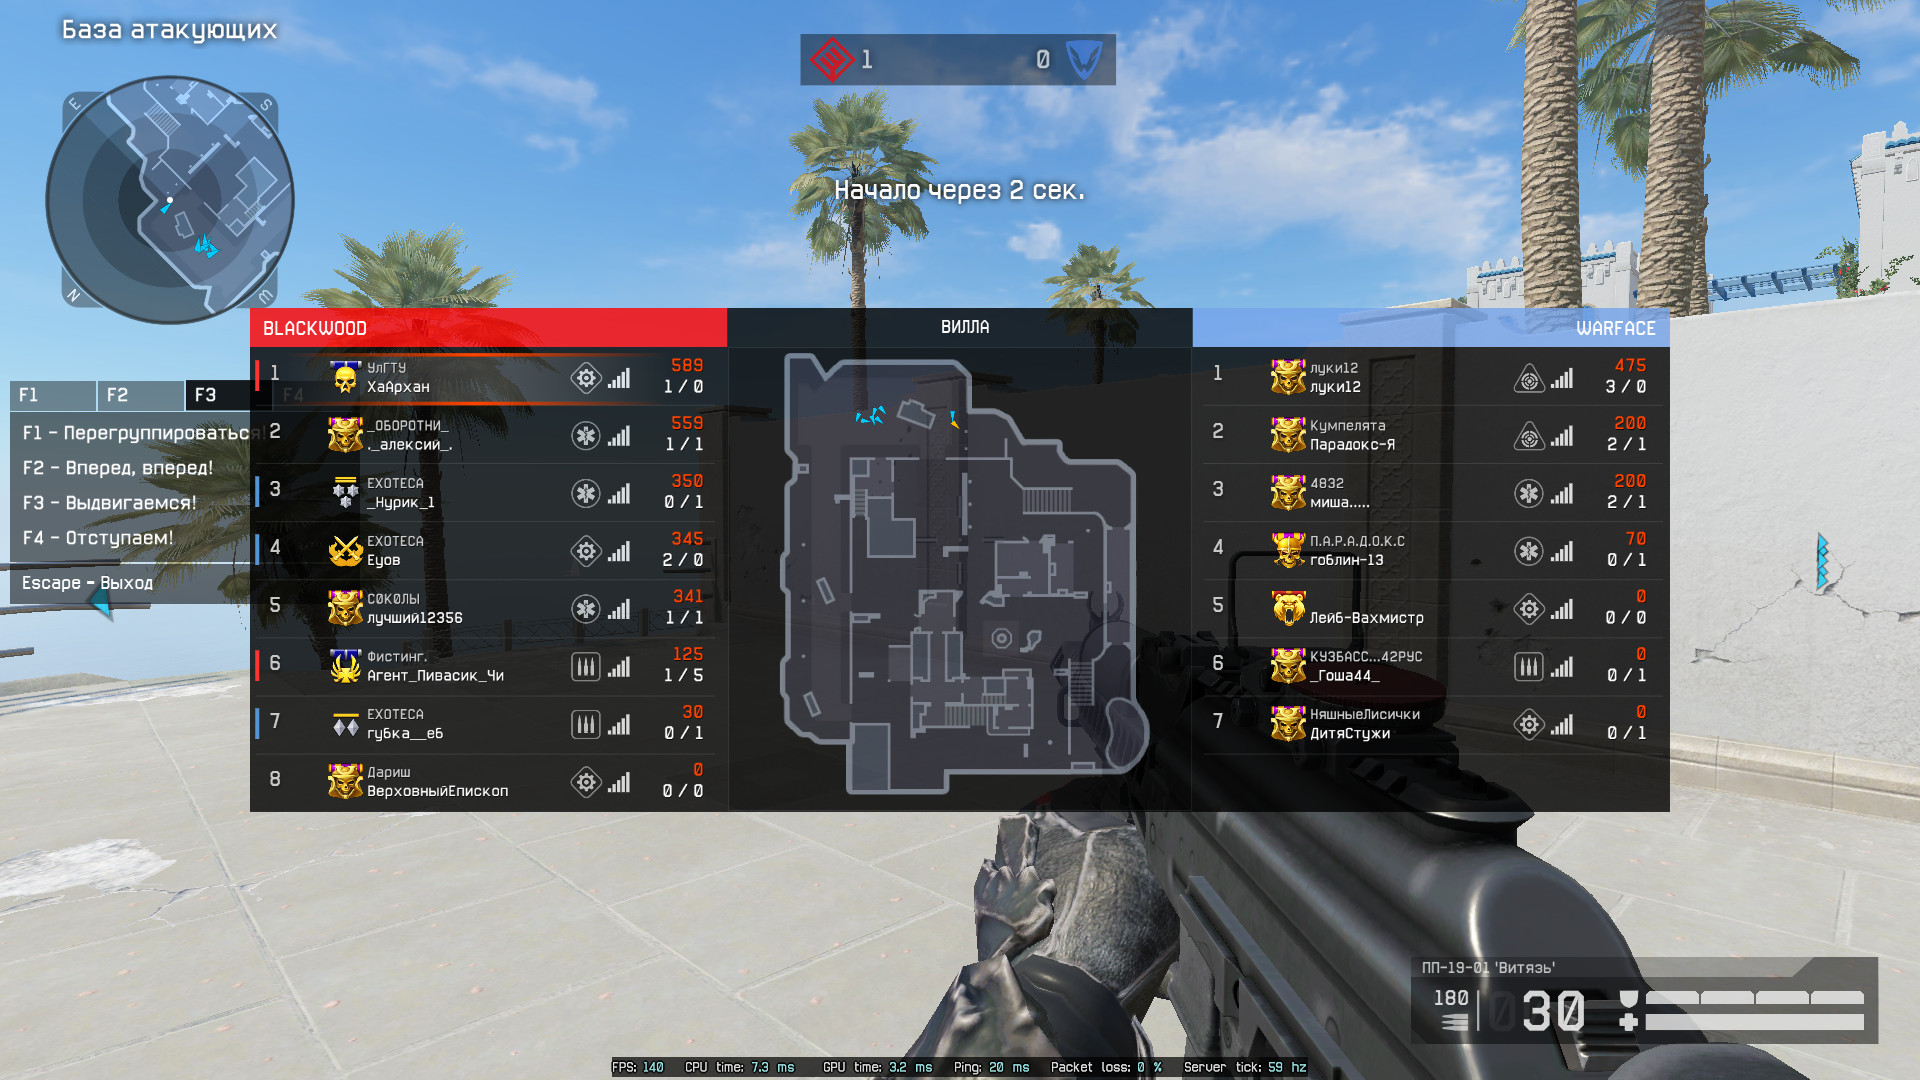 База атакующих
E
S
N
W
1
0
Начало через 2 сек.
F1
F2
F3
F4
F1 - Перегруппироваться!
F2 - Вперед, вперед!
F3 - Выдвигаемся!
F4 - Отступаем!
Escape - Выход
BLACKWOOD
1
УлГТУ
ХаАрхан
589
1 / 0
2
_ОБОРОТНИ_
._алексий_.
559
1 / 1
3
EXOTECA
_Нурик_1
350
0 / 1
4
EXOTECA
Еуов
345
2 / 0
5
СОКОЛЫ
лучший12356
341
1 / 1
6
Фистинг.
Агент_Пивасик_Чи
125
1 / 5
7
EXOTECA
губка__еб
30
0 / 1
8
Дариш
ВерховныйЕпископ
0
0 / 0
ВИЛЛА
WARFACE
1
луки12
луки12
475
3 / 0
2
Кумпелята
Парадокс-Я
200
2 / 1
3
4832
миша.....
200
2 / 1
4
П.А.Р.А.Д.О.К.С
гоблин-13
70
0 / 1
5
Лейб-Вахмистр
0
0 / 0
6
КУЗБАСС...42РУС
_Гоша44_
0
0 / 1
7
НяшныеЛисички
ДитяСтужи
0
0 / 1
ПП-19-01 'Витязь'
180
030
FPS: 140 CPU time: 7.3 ms GPU time: 3.2 ms Ping: 20 ms Packet loss: 0 % Server tick: 59 hz